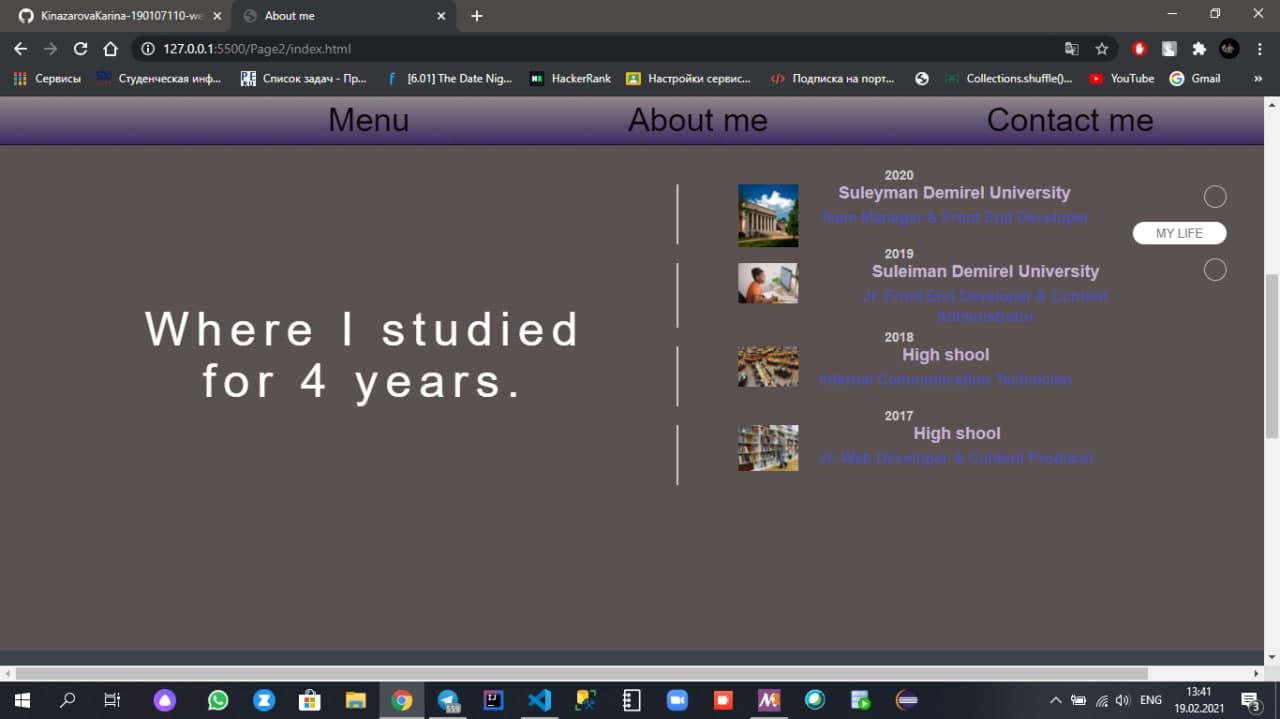 KinazarovaKarina-190107110-we
About me
127.0.0.1:5500/Page2/index.html
Сервисы
Студенческая инф...
Список задач - Пр...
[6.01] The Date Nig...
HackerRank
Настройки сервис...
Подписка на порт...
Collections.shuffle()...
YouTube
Gmail
»
Menu About me Contact me
Where I studied
for 4 years.
2020
Suleyman Demirel University
Team Manager & Front End Developer
MY LIFE
2019
Suleiman Demirel University
Jr. Front End Developer & Content
Administrator
2018
High shool
Internal Communication Technician
2017
High shool
Jr. Web Developer & Content Producer
559
ENG
13:41
19.02.2021
3